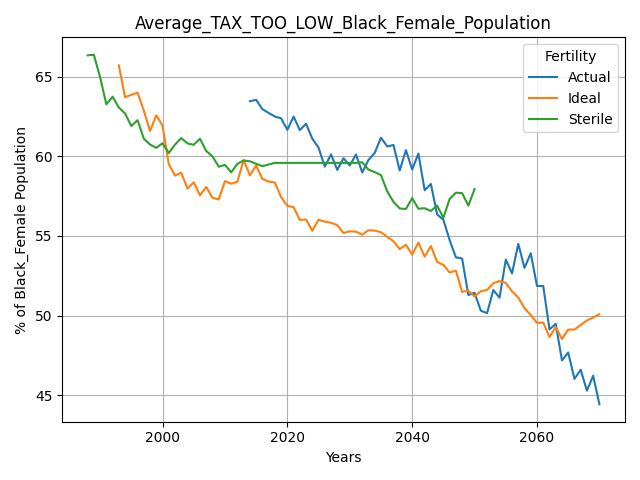 Average_TAX_TOO_LOW_Black_Female_Population
Fertility
Actual
Ideal
Sterile
% of Black_Female Population
65
60
55
50
45
2000
2020
2040
2060
Years